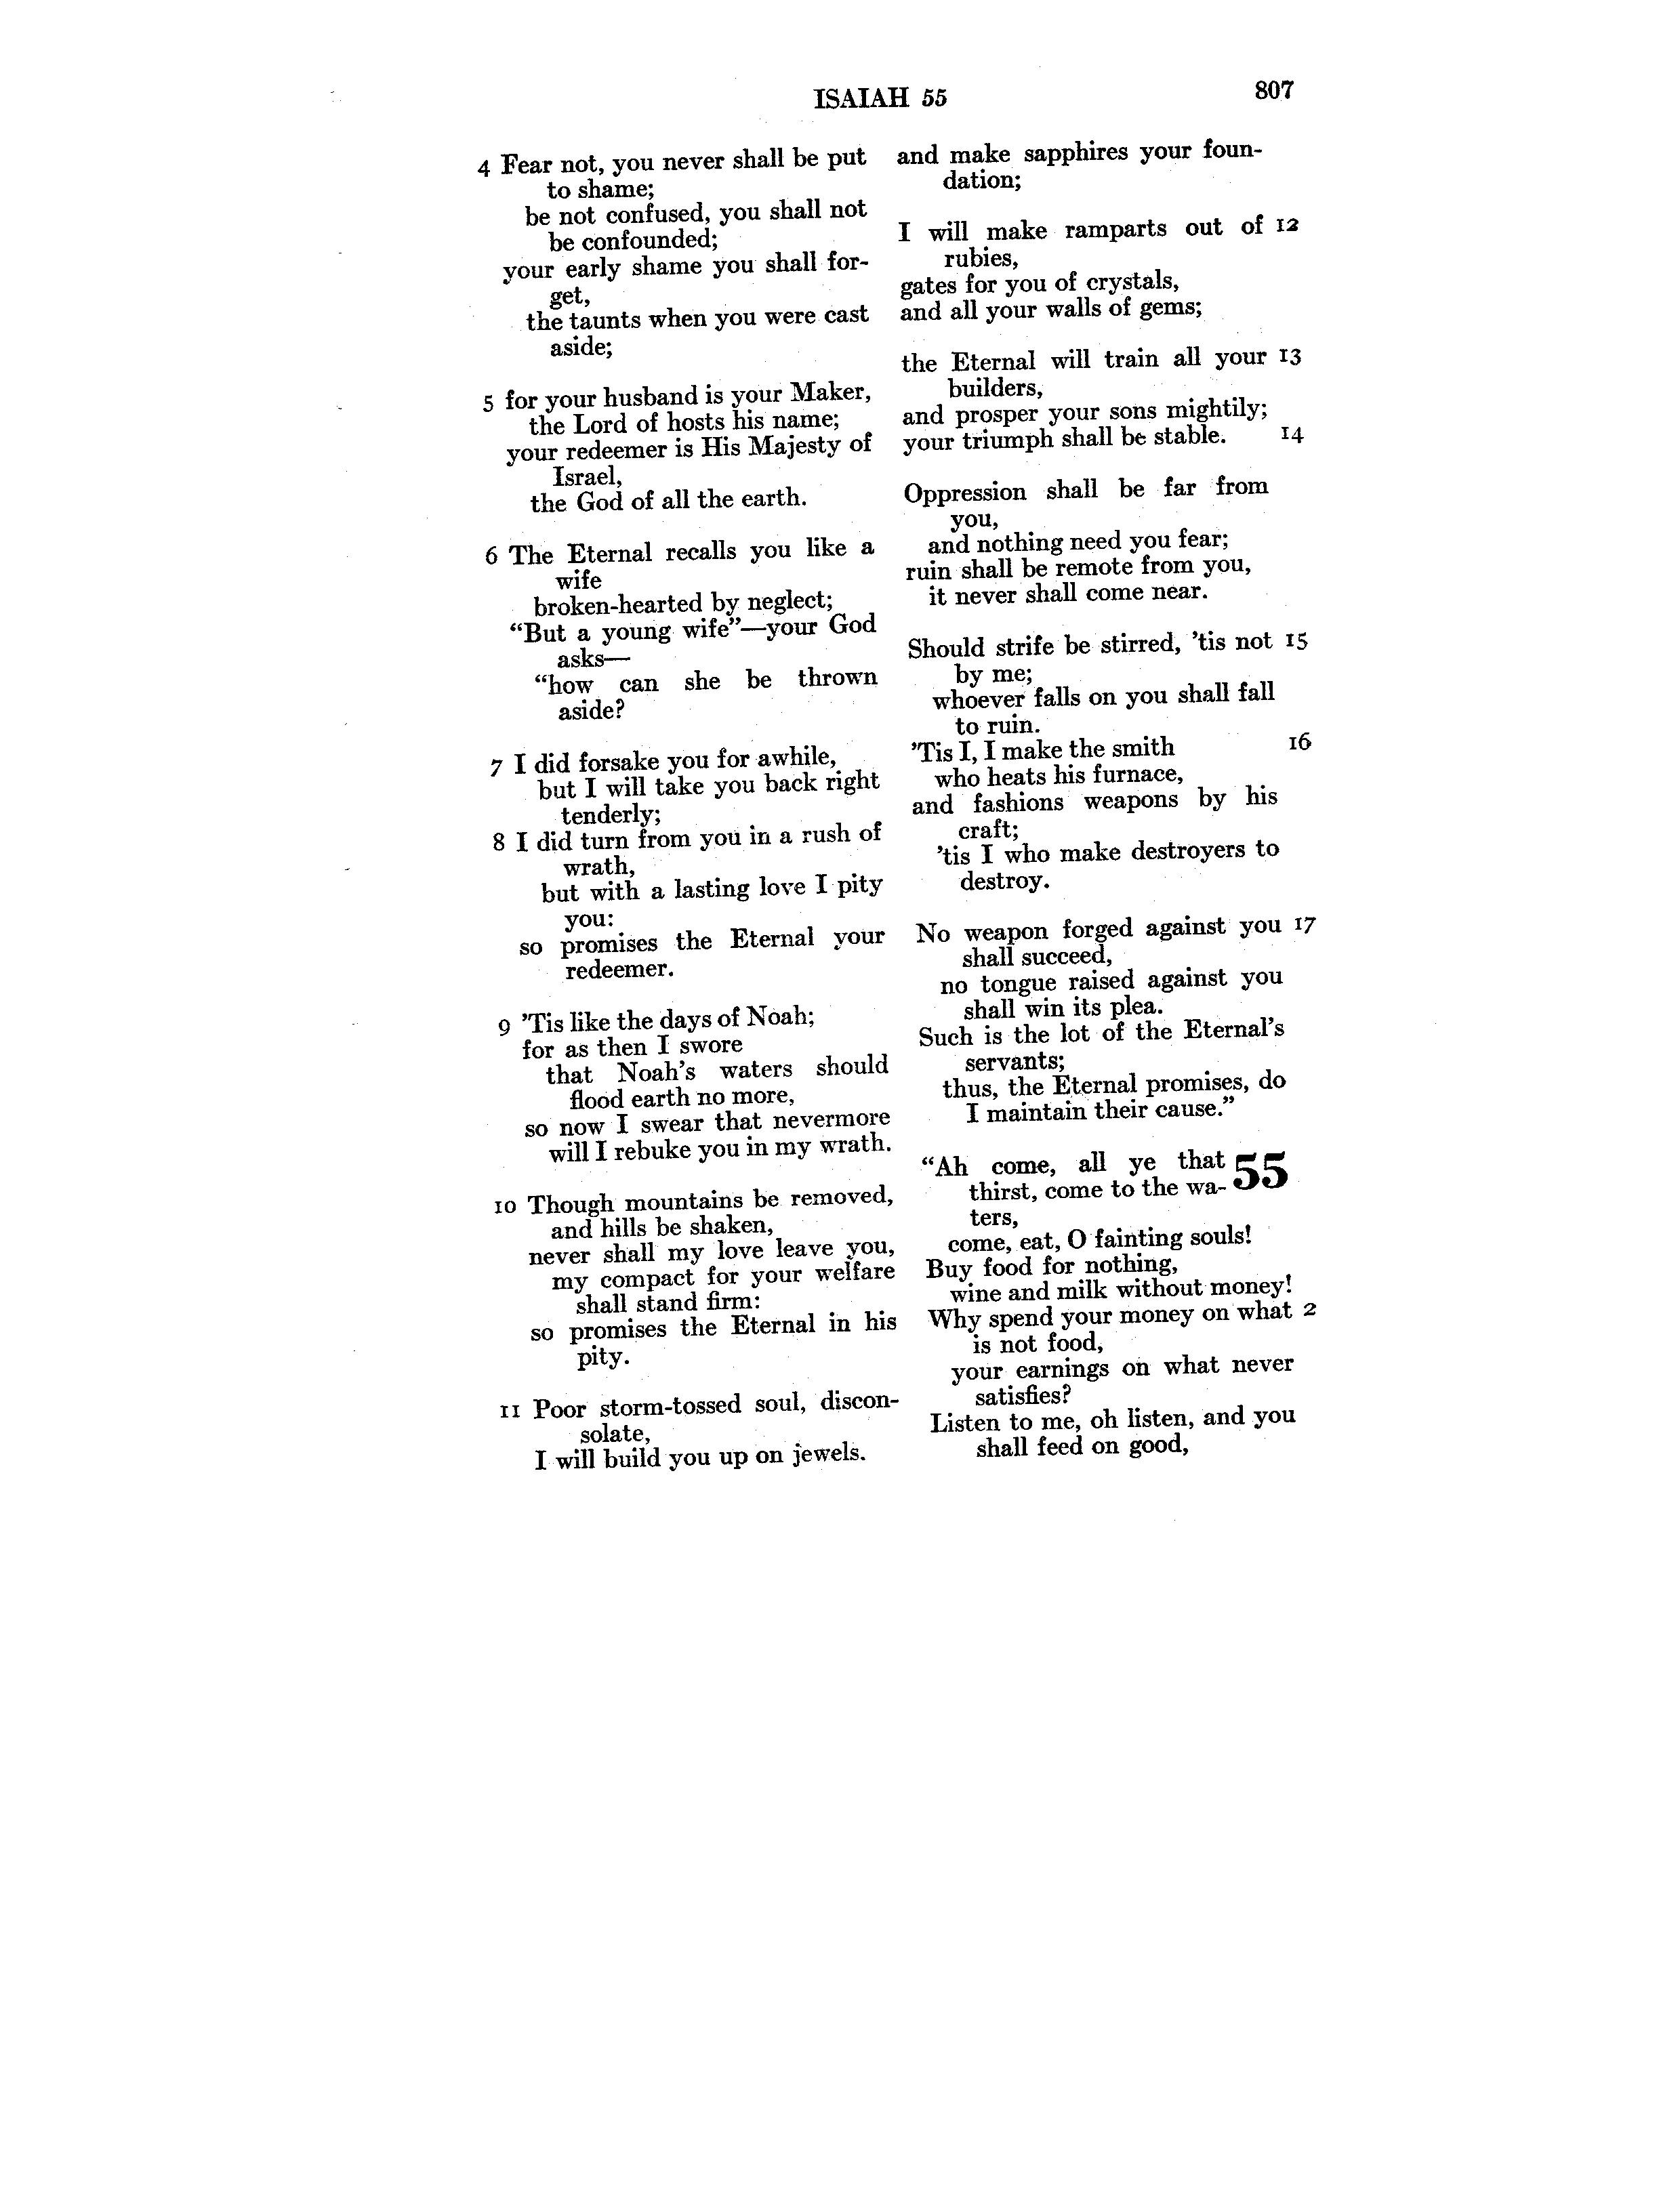 ISAIAH 55
807
4 Fear not, you never shall be put
to shame;
be not confused, you shall not
be confounded;
your early shame you shall for-
get,
the taunts when you were cast
aside;
5 for your husband is your Maker,
the Lord of hosts his name;
your redeemer is His Majesty of
Israel,
the God of all the earth.
6 The Eternal recalls you like a
wife
broken-hearted by neglect;
“But a young wife”—your God
asks—
“how can she be thrown
aside?
7 I did forsake you for awhile,
but I will take you back right
tenderly;
8 I did turn from you in a rush of
wrath,
but with a lasting love I pity
you:
so promises the Eternal your
redeemer.
9 ’Tis like the days of Noah;
for as then I swore
that Noah’s waters should
flood earth no more,
so now I swear that nevermore
will I rebuke you in my wrath.
10 Though mountains be removed,
and hills be shaken,
never shall my love leave you,
my compact for your welfare
shall stand firm:
so promises the Eternal in his
pity.
11 Poor storm-tossed soul, discon-
solate,
I will build you up on jewels.
and make sapphires your foun-
dation;
I will make ramparts out of 12
rubies,
gates for you of crystals,
and all your walls of gems;
the Eternal will train all your 13
builders,
and prosper your sons mightily;
your triumph shall be stable. 14
Oppression shall be far from
you,
and nothing need you fear;
ruin shall be remote from you,
it never shall come near.
Should strife be stirred, ’tis not 15
by me;
whoever falls on you shall fall
to ruin.
’Tis I, I make the smith 16
who heats his furnace,
and fashions weapons by his
craft;
’tis I who make destroyers to
destroy.
No weapon forged against you 17
shall succeed,
no tongue raised against you
shall win its plea.
Such is the lot of the Eternal’s
servants;
thus, the Eternal promises, do
I maintain their cause.”
“Ah come, all ye that 55
thirst, come to the wa-
ters,
come, eat, O fainting souls!
Buy food for nothing,
wine and milk without money!
Why spend your money on what 2
is not food,
your earnings on what never
satisfies?
Listen to me, oh listen, and you
shall feed on good,